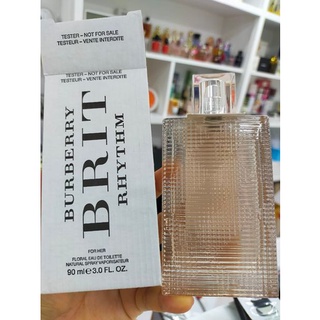 TESTER – NOT FOR SALE
TESTEUR – VENTE INTERDITE
TESTER – NOT FOR SALE
TESTEUR – VENTE INTERDITE
BURBERRY
BRIT
RHYTHM
FOR HER
FLORAL EAU DE TOILETTE
NATURAL SPRAY VAPORISATEUR
90 ml ℮ 3.0 FL. OZ.